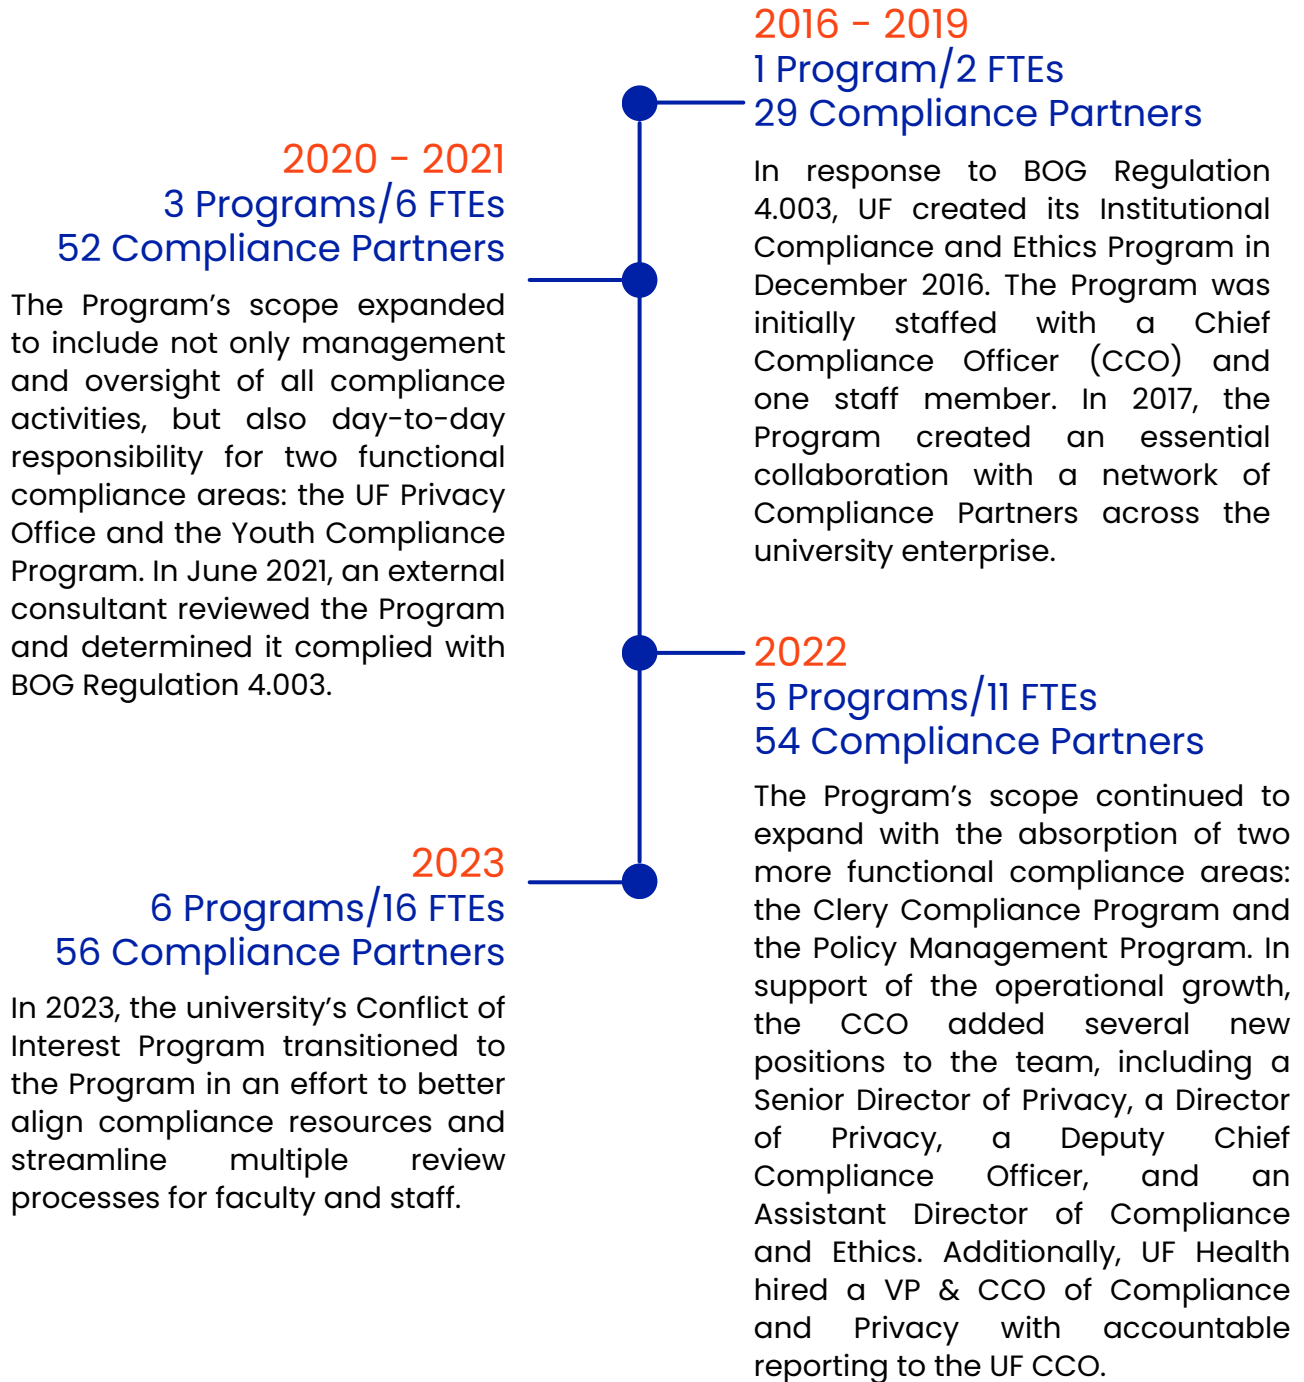 2016 - 2019
1 Program/2 FTEs
29 Compliance Partners
In response to BOG Regulation
4.003, UF created its Institutional
Compliance and Ethics Program in
December 2016. The Program was
initially staffed with a Chief
Compliance Officer (CCO) and
one staff member. In 2017, the
Program created an essential
collaboration with a network of
Compliance Partners across the
university enterprise.
2020 - 2021
3 Programs/6 FTEs
52 Compliance Partners
The Program's scope expanded
to include not only management
and oversight of all compliance
activities, but also day-to-day
responsibility for two functional
compliance areas: the UF Privacy
Office and the Youth Compliance
Program. In June 2021, an external
consultant reviewed the Program
and determined it complied with
BOG Regulation 4.003.
2022
5 Programs/11 FTEs
54 Compliance Partners
The Program's scope continued to
expand with the absorption of two
more functional compliance areas:
the Clery Compliance Program and
the Policy Management Program. In
support of the operational growth,
the CCO added several new
positions to the team, including a
Senior Director of Privacy, a Director
of Privacy, a Deputy Chief
Compliance Officer, and an
Assistant Director of Compliance
and Ethics. Additionally, UF Health
hired a VP & CCO of Compliance
and Privacy with accountable
reporting to the UF CCO.
2023
6 Programs/16 FTEs
56 Compliance Partners
In 2023, the university's Conflict of
Interest Program transitioned to
the Program in an effort to better
align compliance resources and
streamline multiple review
processes for faculty and staff.